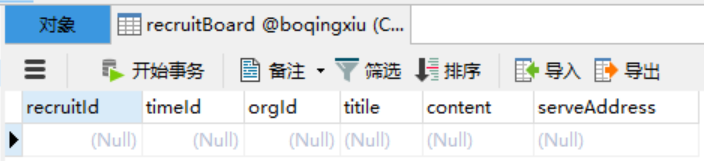 对象 recruitBoard @boqingxiu (C...
开始事务 备注 筛选 排序 导入 导出
recruitId timeId orgId titile content serveAddress
(Null) (Null) (Null) (Null) (Null) (Null)